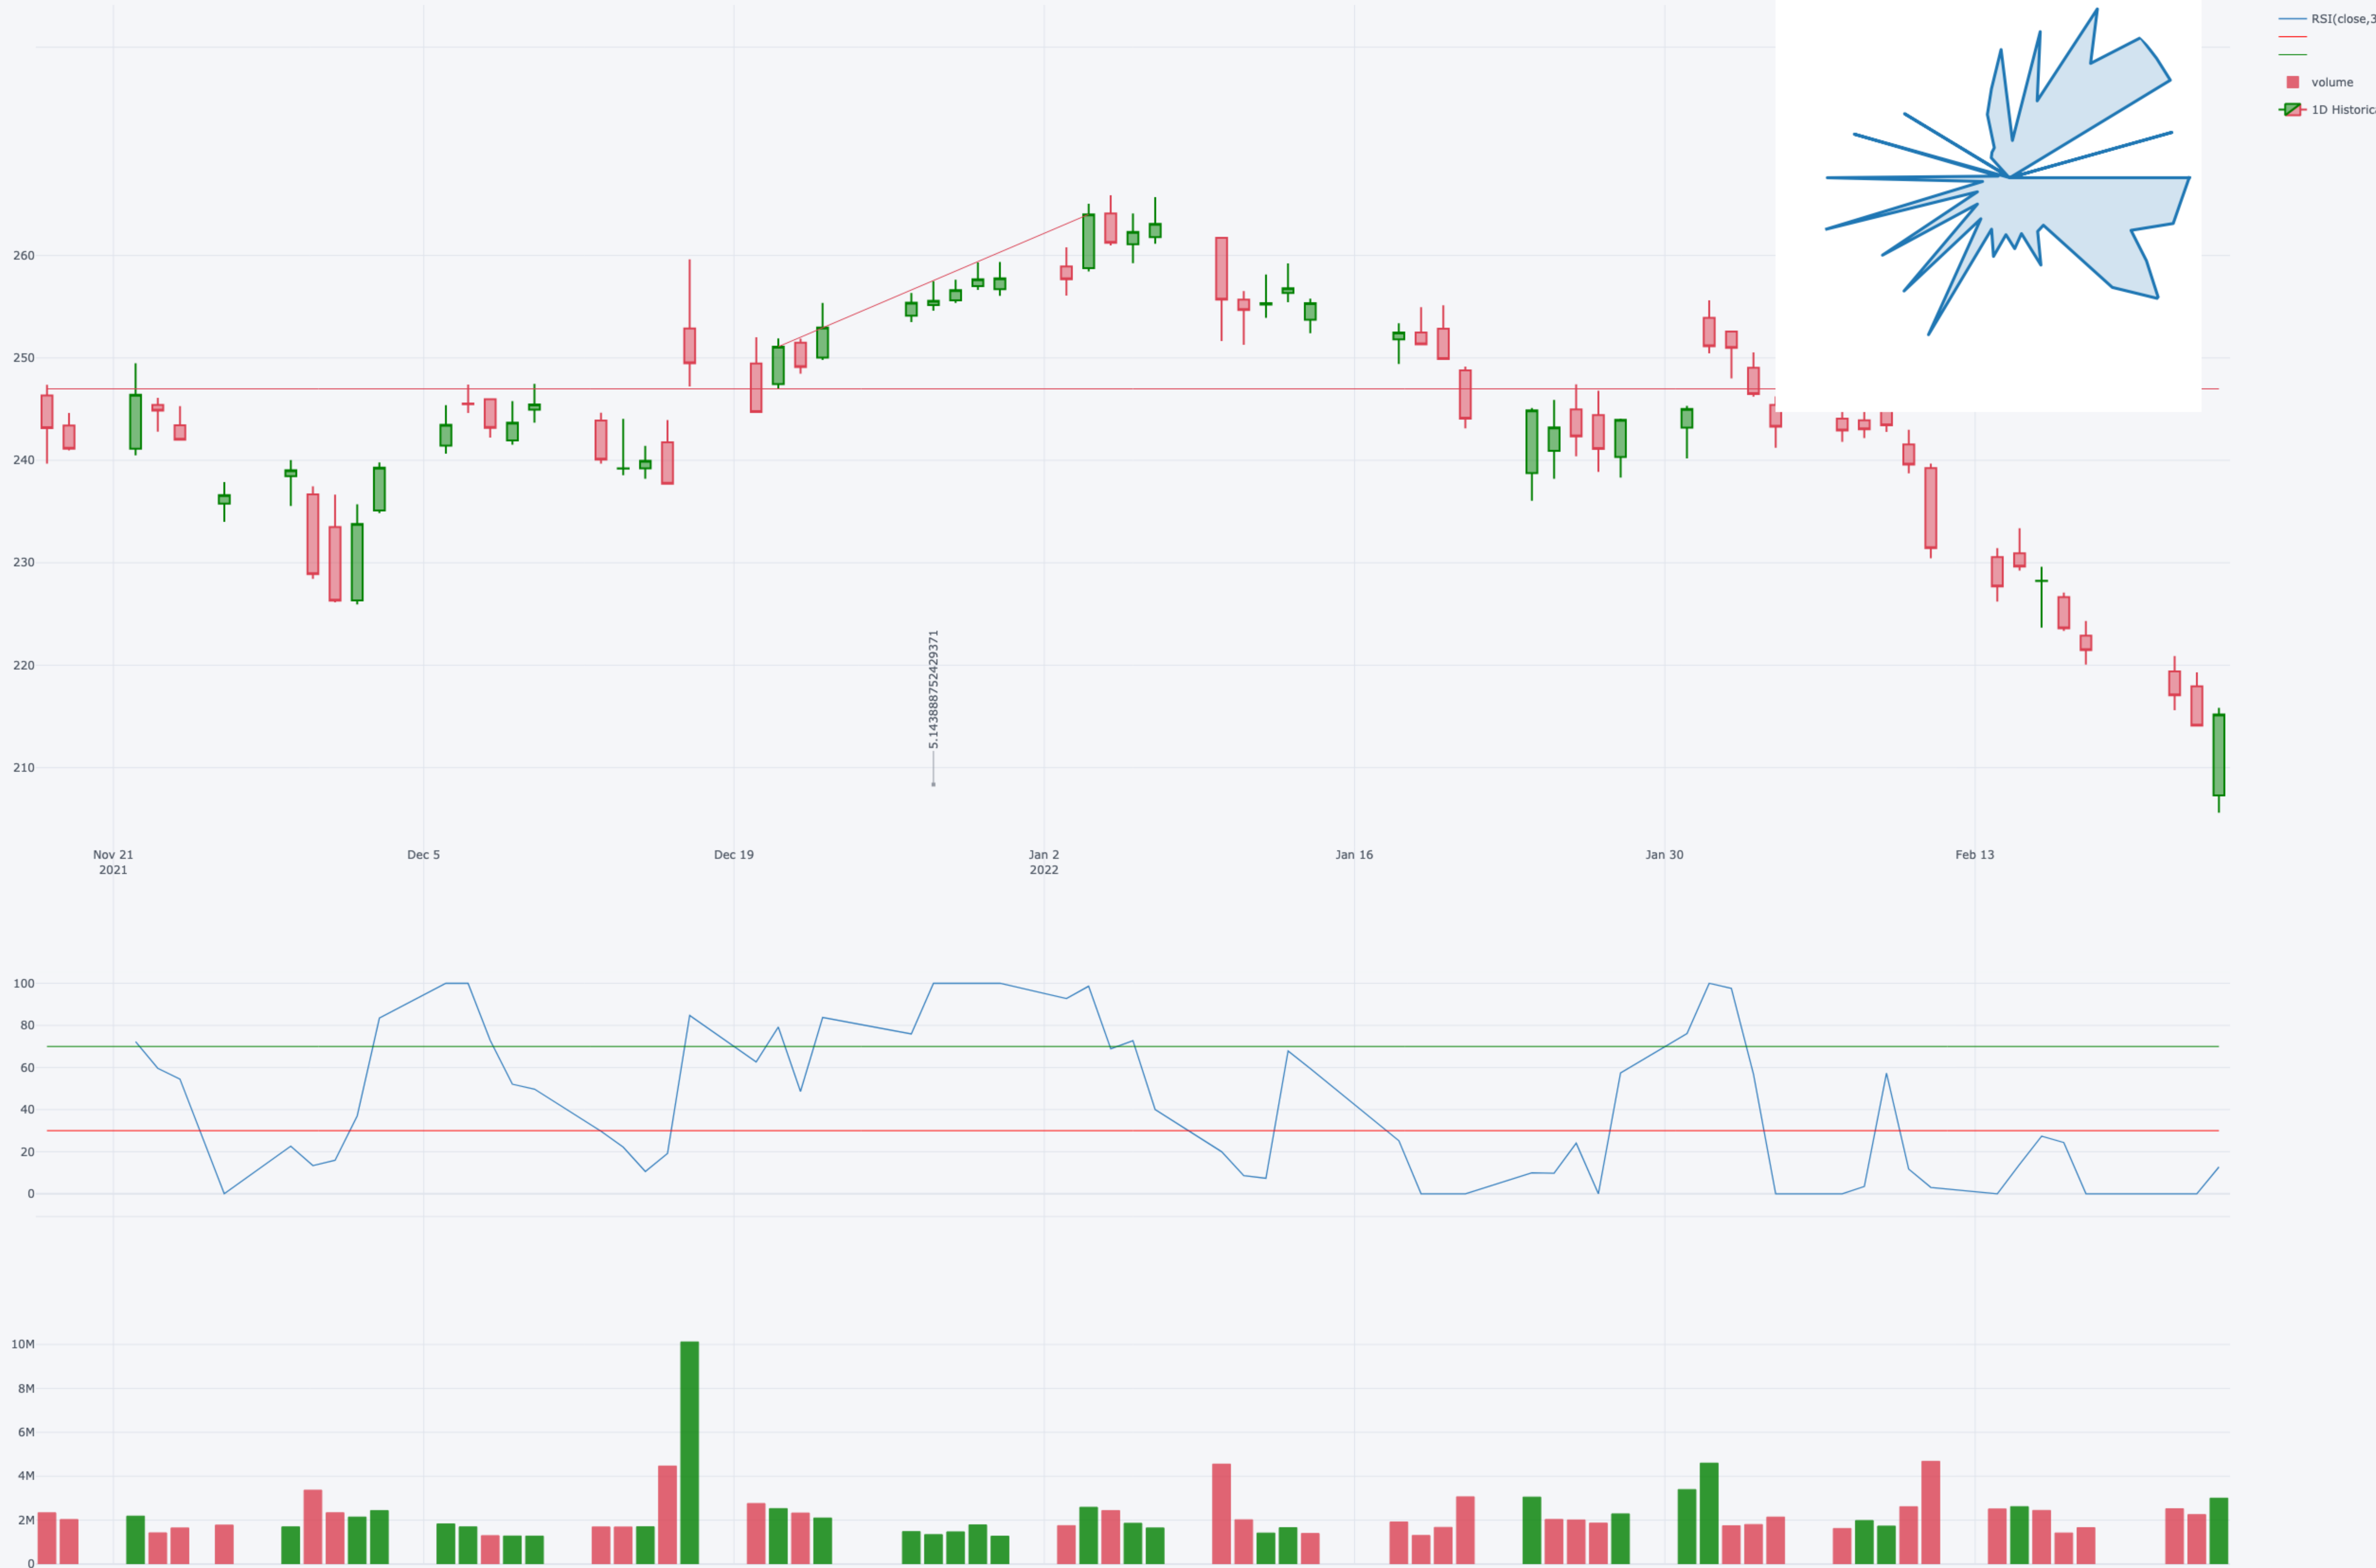 RSI(close,3
volume
1D Historica
260
250
240
230
220
210
5.143888752429371
Nov 21
2021
Dec 5
Dec 19
Jan 2
2022
Jan 16
Jan 30
Feb 13
100
80
60
40
20
0
10M
8M
6M
4M
2M
0